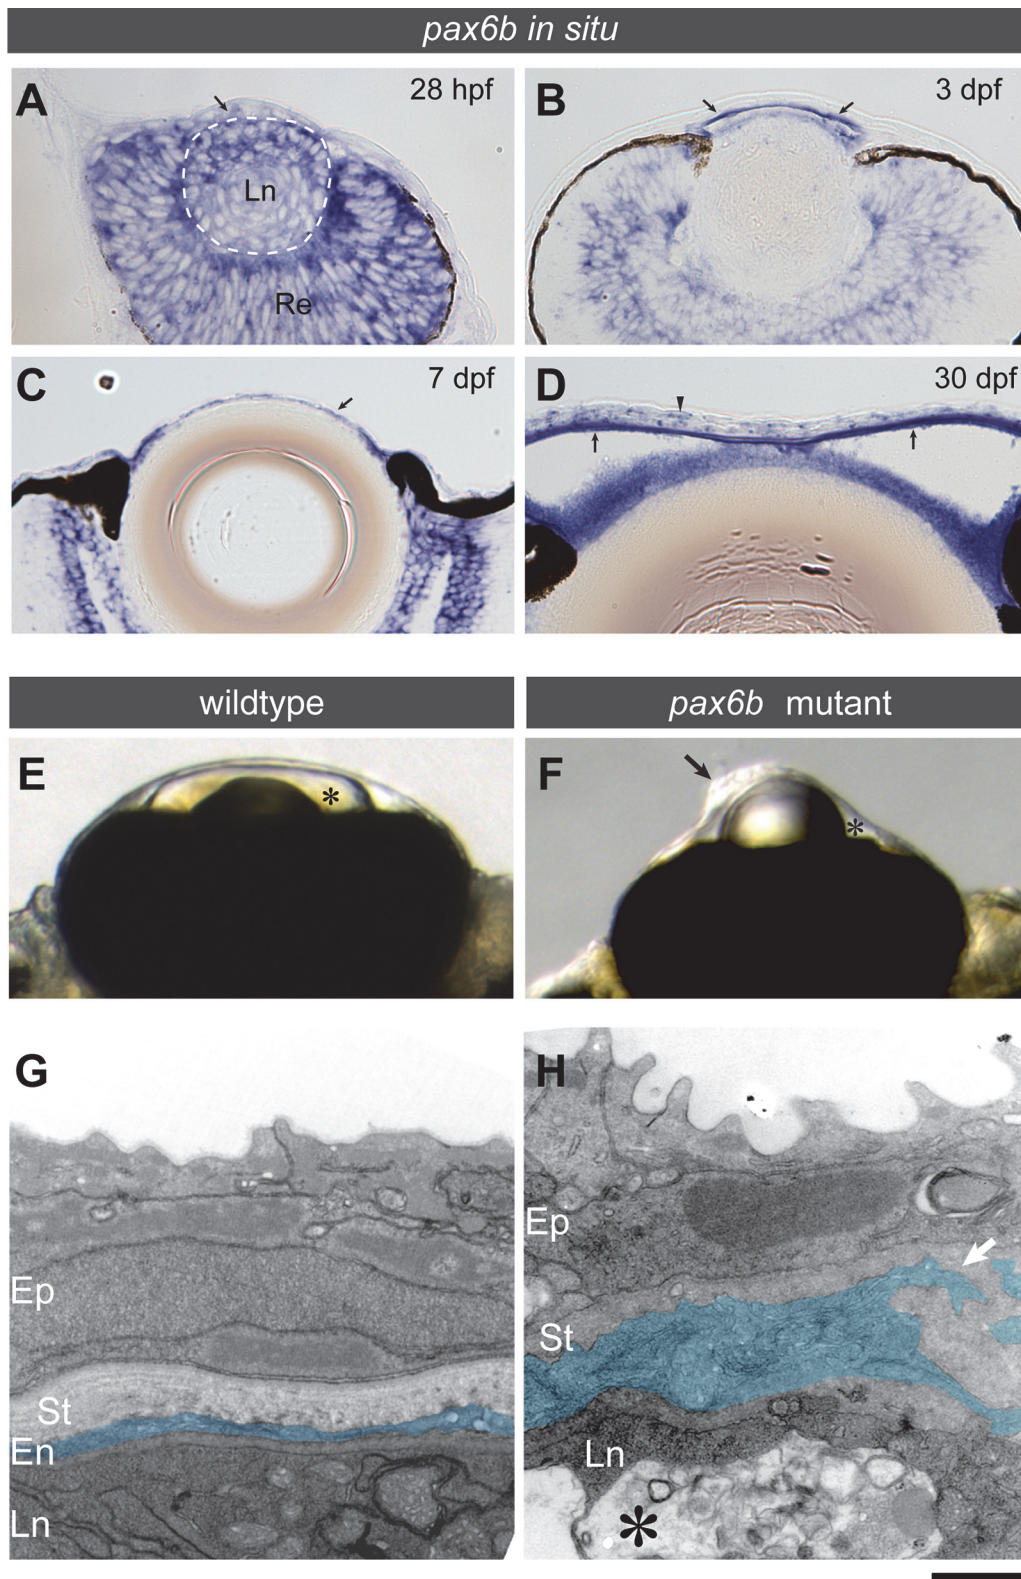 pax6b in situ
A 28 hpf
Ln
Re
B 3 dpf
C 7 dpf
D 30 dpf
wildtype
pax6b mutant
E
*
F
*
G
Ep
St
En
Ln
H
Ep
St
Ln
*